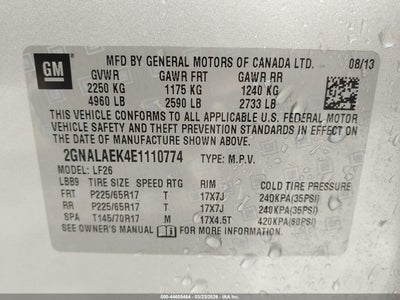 GM
MFD BY GENERAL MOTORS OF CANADA LTD. 08/13
GVWR GAWR FRT GAWR RR
2250 KG 1175 KG 1240 KG
4960 LB 2590 LB 2733 LB
THIS VEHICLE CONFORMS TO ALL APPLICABLE U.S. FEDERAL MOTOR
VEHICLE SAFETY, BUMPER, AND THEFT PREVENTION STANDARDS
IN EFFECT ON THE DATE OF MANUFACTURE SHOWN ABOVE.
2GNALAEK4E1110774 TYPE: M.P.V.
MODEL: LF26
LBB9 TIRE SIZE SPEED RTG RIM COLD TIRE PRESSURE
FRT P225/65R17 T 17X7J 240KPA(35PSI)
RR P225/65R17 T 17X7J 240KPA(35PSI)
SPA T145/70R17 M 17X4.5T 420KPA(60PSI)
SEE OWNER'S MANUAL FOR ADDITIONAL INFORMATION.